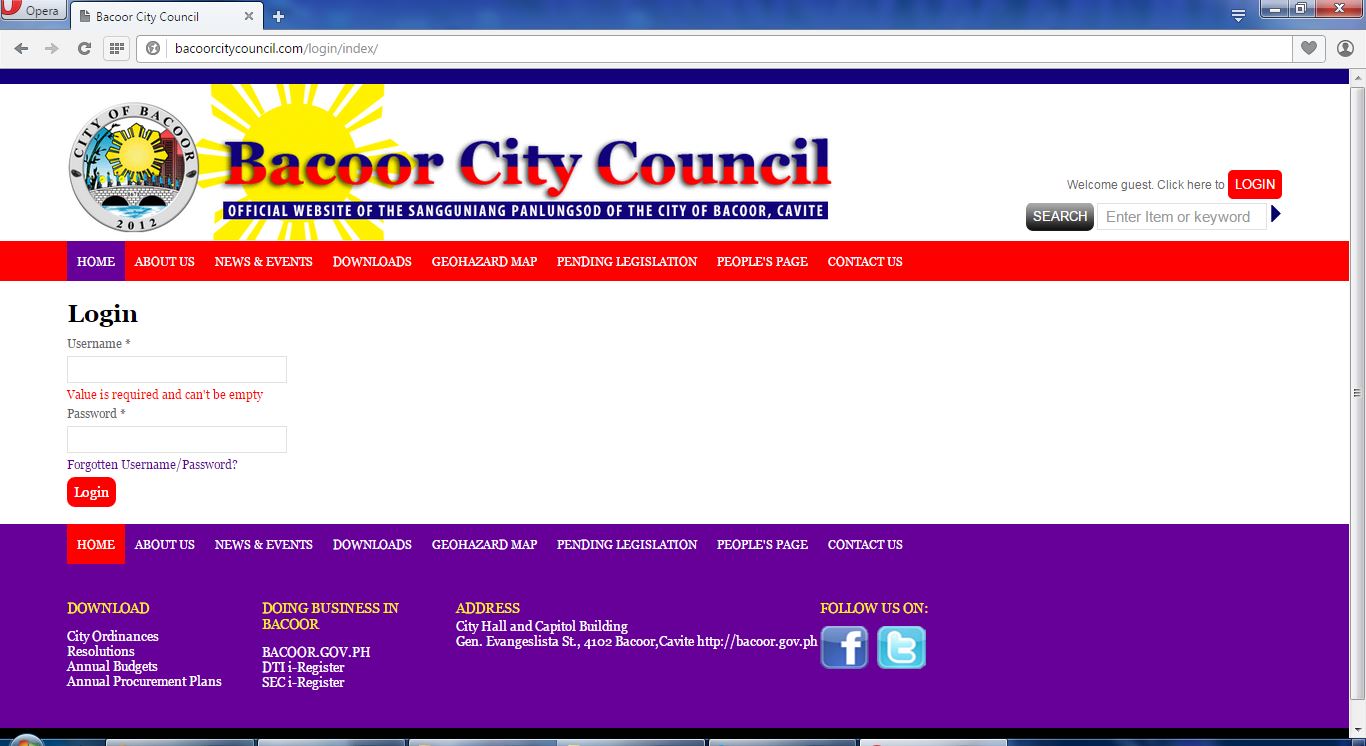 Opera
Bacoor City Council
bacoorcitycouncil.com/login/index/
CITY OF BACOOR
2012
Bacoor City Council
OFFICIAL WEBSITE OF THE SANGGUNIANG PANLUNGSOD OF THE CITY OF BACOOR, CAVITE
Welcome guest. Click here to LOGIN
SEARCH Enter Item or keyword
HOME ABOUT US NEWS & EVENTS DOWNLOADS GEOHAZARD MAP PENDING LEGISLATION PEOPLE'S PAGE CONTACT US
Login
Username *
Value is required and can't be empty
Password *
Forgotten Username/Password?
Login
HOME ABOUT US NEWS & EVENTS DOWNLOADS GEOHAZARD MAP PENDING LEGISLATION PEOPLE'S PAGE CONTACT US
DOWNLOAD
City Ordinances
Resolutions
Annual Budgets
Annual Procurement Plans
DOING BUSINESS IN
BACOOR
BACOOR.GOV.PH
DTI i-Register
SEC i-Register
ADDRESS
City Hall and Capitol Building
Gen. Evangeslista St., 4102 Bacoor,Cavite http://bacoor.gov.ph
FOLLOW US ON: